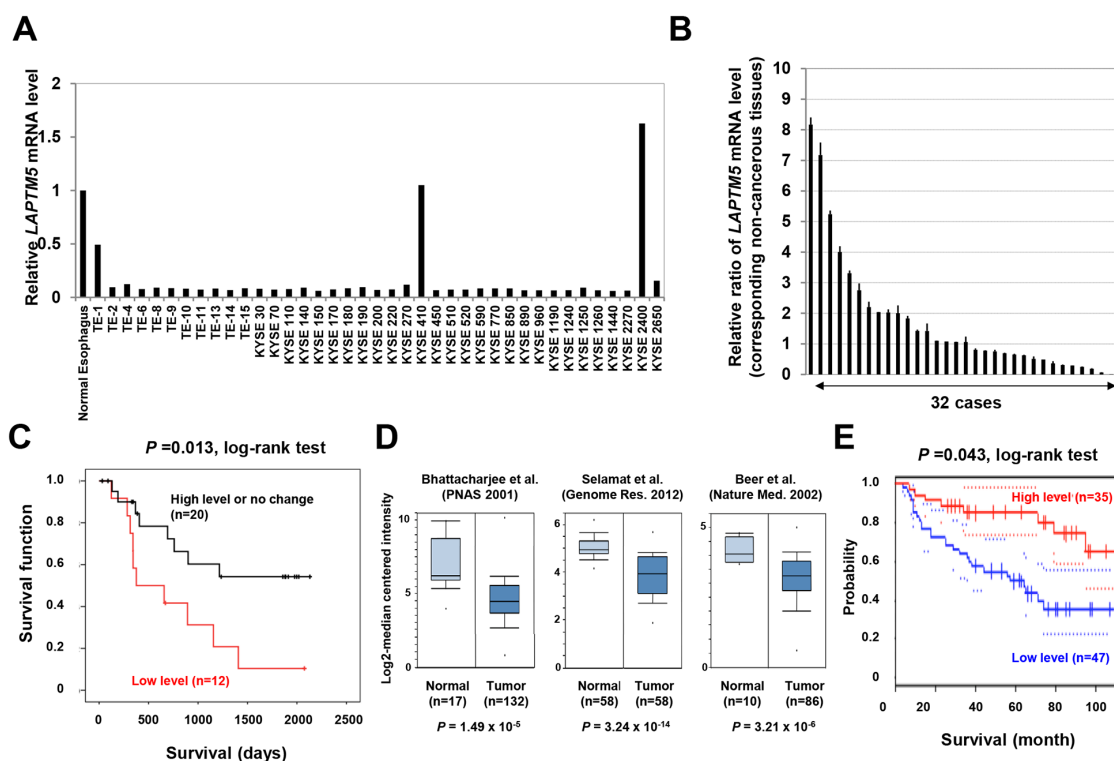 A
Relative LAPTM5 mRNA level
2
1.5
1
0.5
0
Normal Esophagus
TE-1
TE-2
TE-4
TE-6
TE-8
TE-9
TE-10
TE-11
TE-13
TE-14
TE-15
KYSE 30
KYSE 70
KYSE 110
KYSE 140
KYSE 150
KYSE 170
KYSE 180
KYSE 190
KYSE 200
KYSE 220
KYSE 270
KYSE 410
KYSE 450
KYSE 510
KYSE 520
KYSE 590
KYSE 770
KYSE 850
KYSE 890
KYSE 960
KYSE 1190
KYSE 1240
KYSE 1250
KYSE 1260
KYSE 1440
KYSE 2270
KYSE 2400
KYSE 2650
B
Relative ratio of LAPTM5 mRNA level
(corresponding non-cancerous tissues)
10
9
8
7
6
5
4
3
2
1
0
32 cases
C
P =0.013, log-rank test
Survival function
1.0
0.8
0.6
0.4
0.2
0
High level or no change
(n=20)
Low level (n=12)
0 500 1000 1500 2000 2500
Survival (days)
D
Log2-median centered intensity
Bhattacharjee et al.
(PNAS 2001)
10
5
0
Normal
(n=17)
Tumor
(n=132)
P = 1.49 x 10-5
Selamat et al.
(Genome Res. 2012)
5
0
Normal
(n=58)
Tumor
(n=58)
P = 3.24 x 10-14
Beer et al.
(Nature Med. 2002)
5
0
Normal
(n=10)
Tumor
(n=86)
P = 3.21 x 10-6
E
P =0.043, log-rank test
Probability
1.0
0.8
0.6
0.4
0.2
0
High level (n=35)
Low level (n=47)
0 20 40 60 80 100
Survival (month)